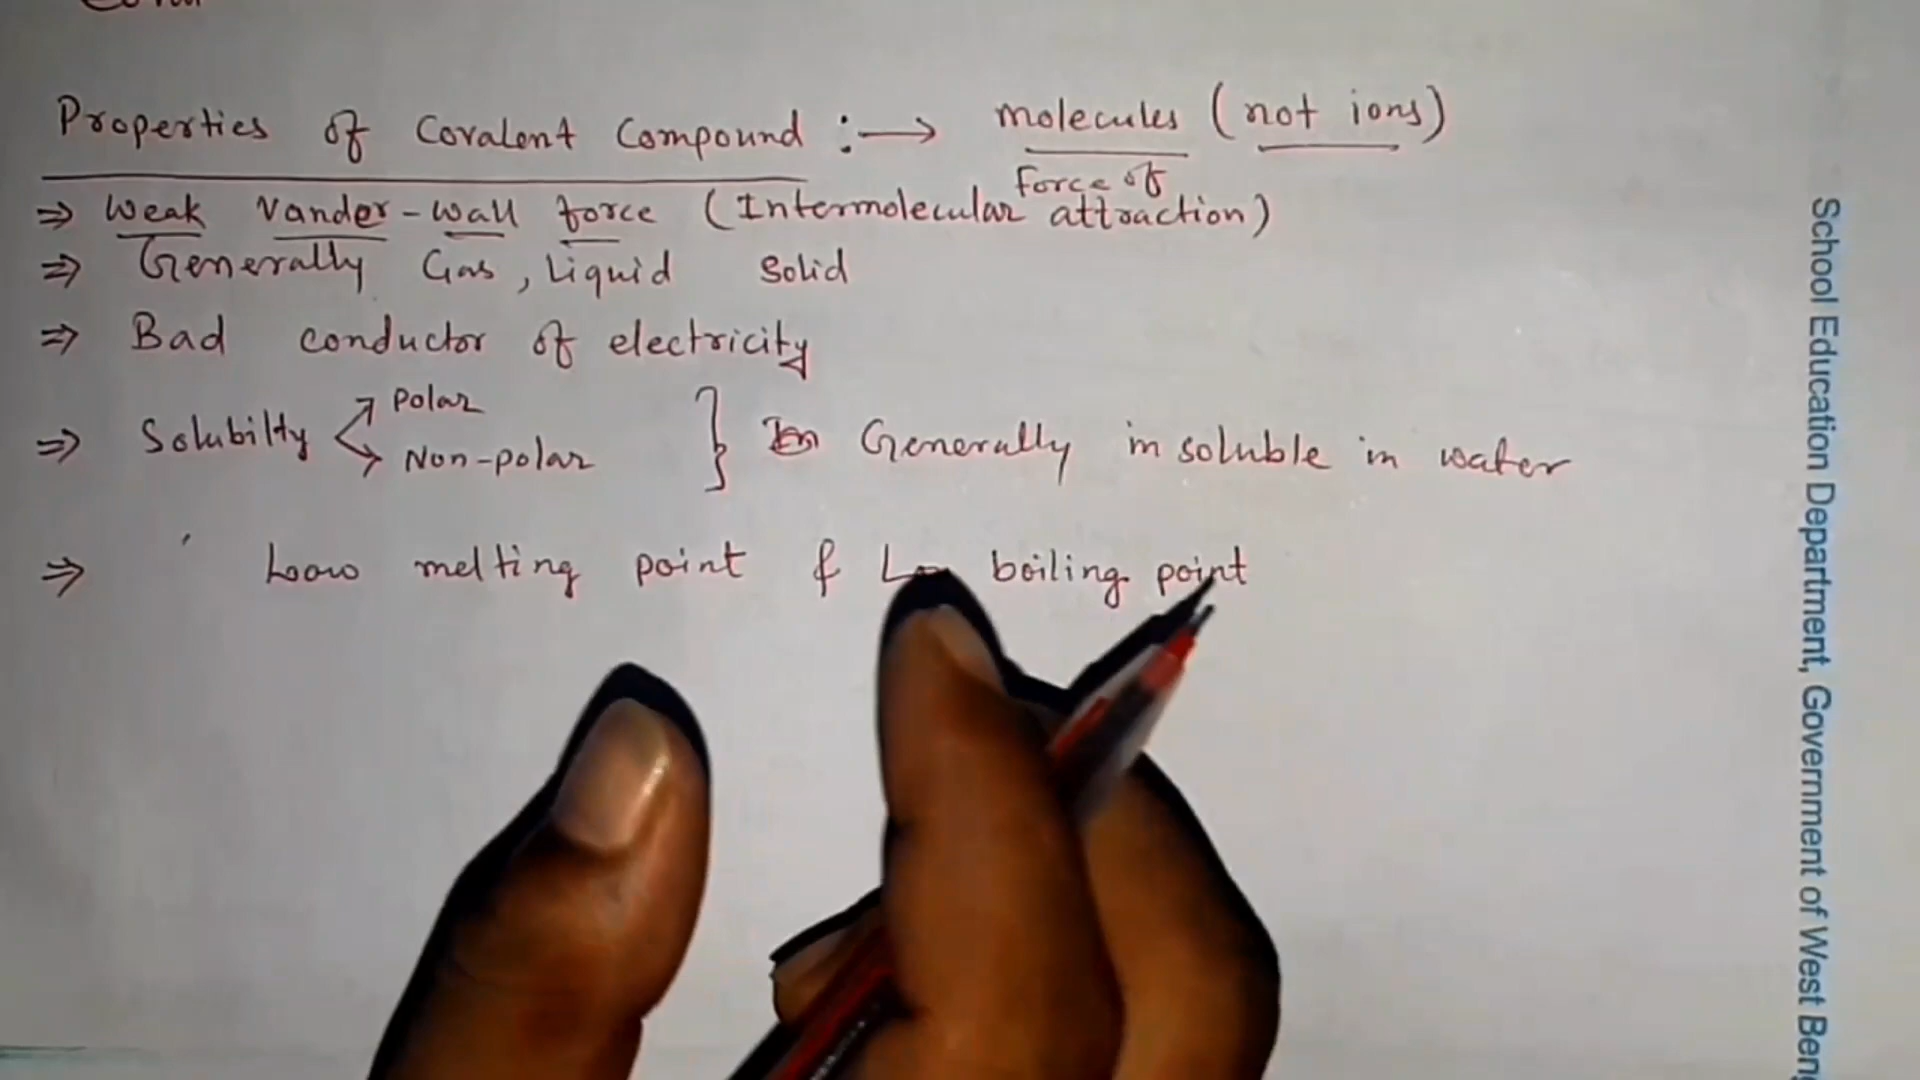 Properties of Covalent Compound :→ molecules (not ions)
⇒ Weak Vander-Wall force (Intermolecular force of attraction)
⇒ Generally Gas, Liquid Solid
⇒ Bad conductor of electricity
⇒ Solubilty
Polar
Non-polar
} Generally insoluble in water
⇒ Low melting point & boiling point
School Education Department, Government of West Beng